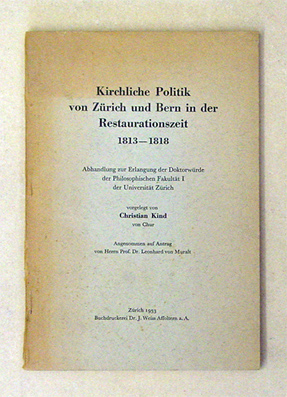 Kirchliche Politik
von Zürich und Bern in der
Restaurationszeit
1813—1818
Abhandlung zur Erlangung der Doktorwürde
der Philosophischen Fakultät I
der Universität Zürich
vorgelegt von
Christian Kind
von Chur
Angenommen auf Antrag
von Herrn Prof. Dr. Leonhard von Muralt
Zürich 1953
Buchdruckerei Dr. J. Weiss Affoltern a. A.